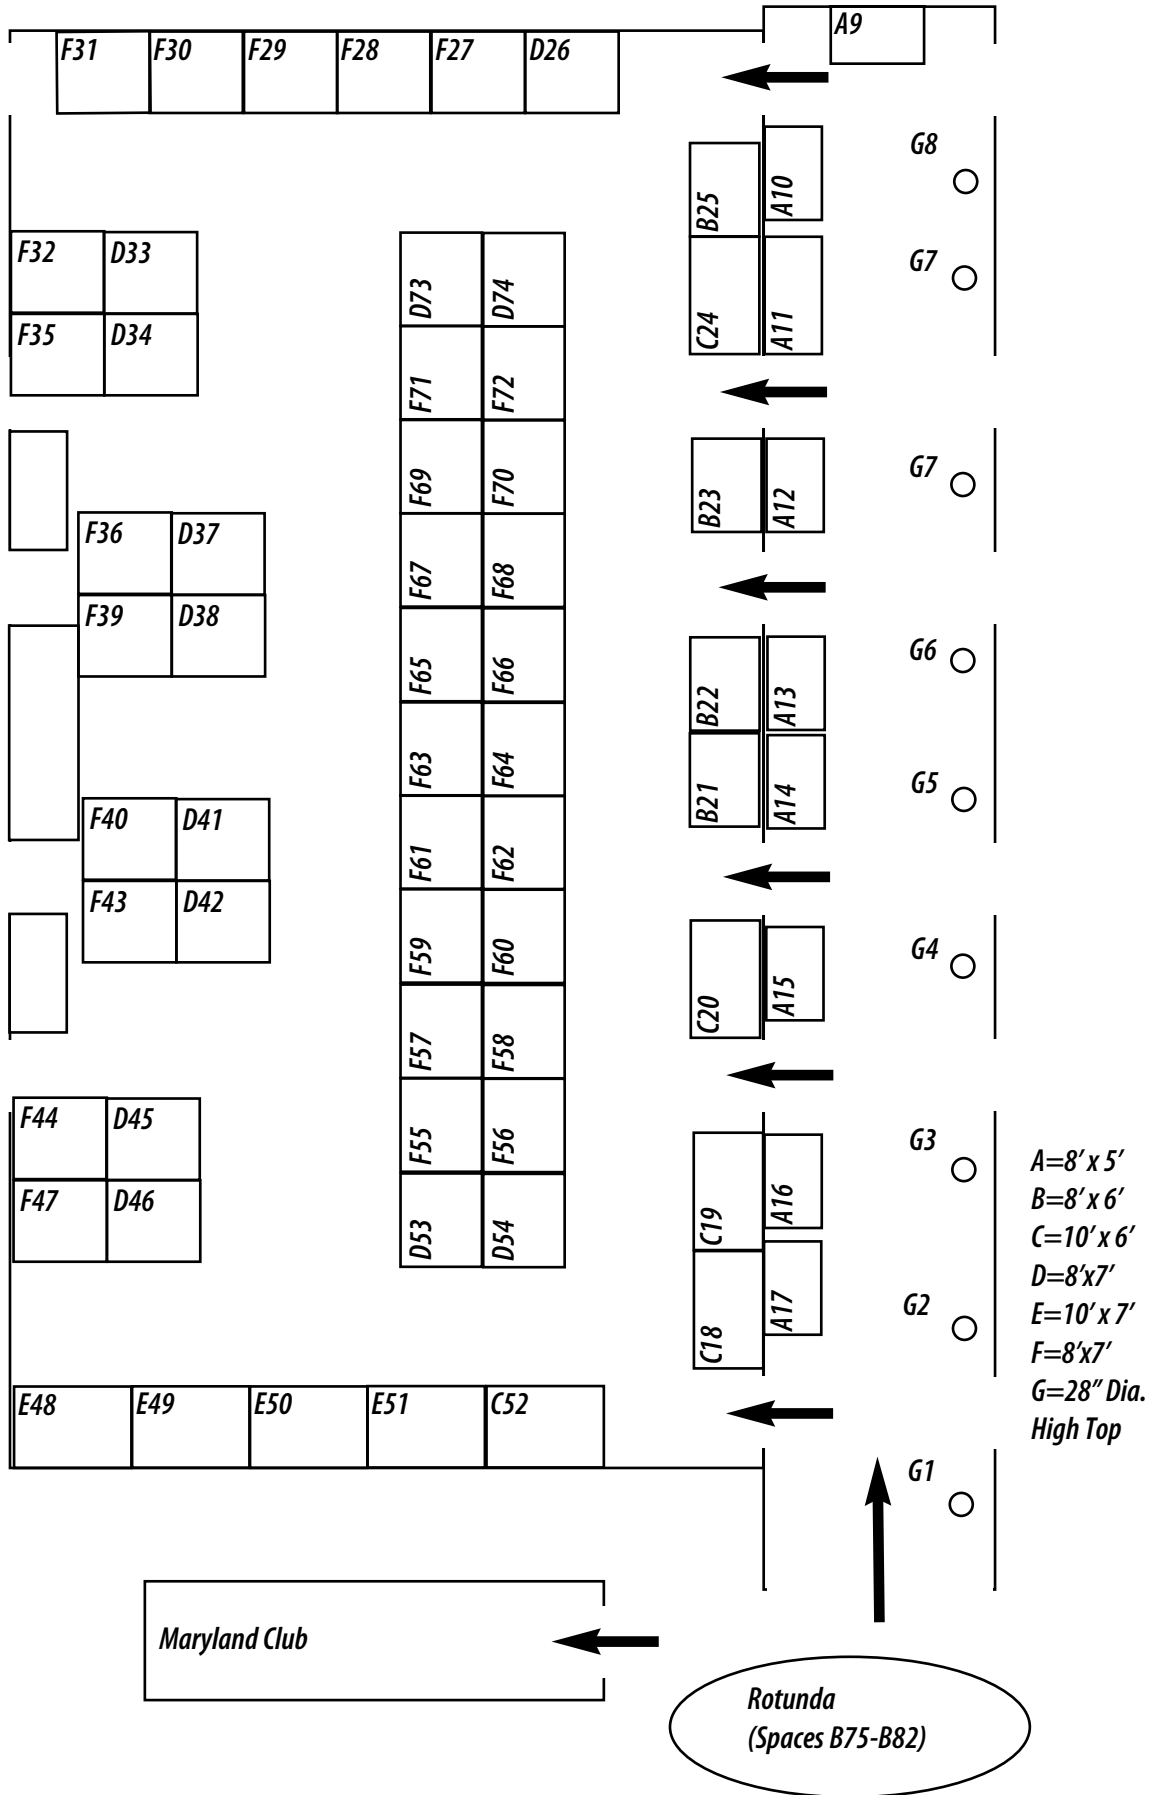 A9
F31 F30 F29 F28 F27 D26
G8
B25 A10
F32 D33
G7
D73 D74
C24 A11
F35 D34
F71 F72
F69 F70
B23 A12
G7
F36 D37
F67 F68
F39 D38
F65 F66
B22 A13
G6
F63 F64
B21 A14
G5
F40 D41
F61 F62
F43 D42
F59 F60
C20 A15
G4
F57 F58
F44 D45
F55 F56
G3
C19 A16
F47 D46
D53 D54
C18 A17
G2
A=8' x 5'
B=8' x 6'
C=10' x 6'
D=8'x7'
E=10' x 7'
F=8'x7'
G=28" Dia.
High Top
E48 E49 E50 E51 C52
G1
Maryland Club
Rotunda
(Spaces B75-B82)